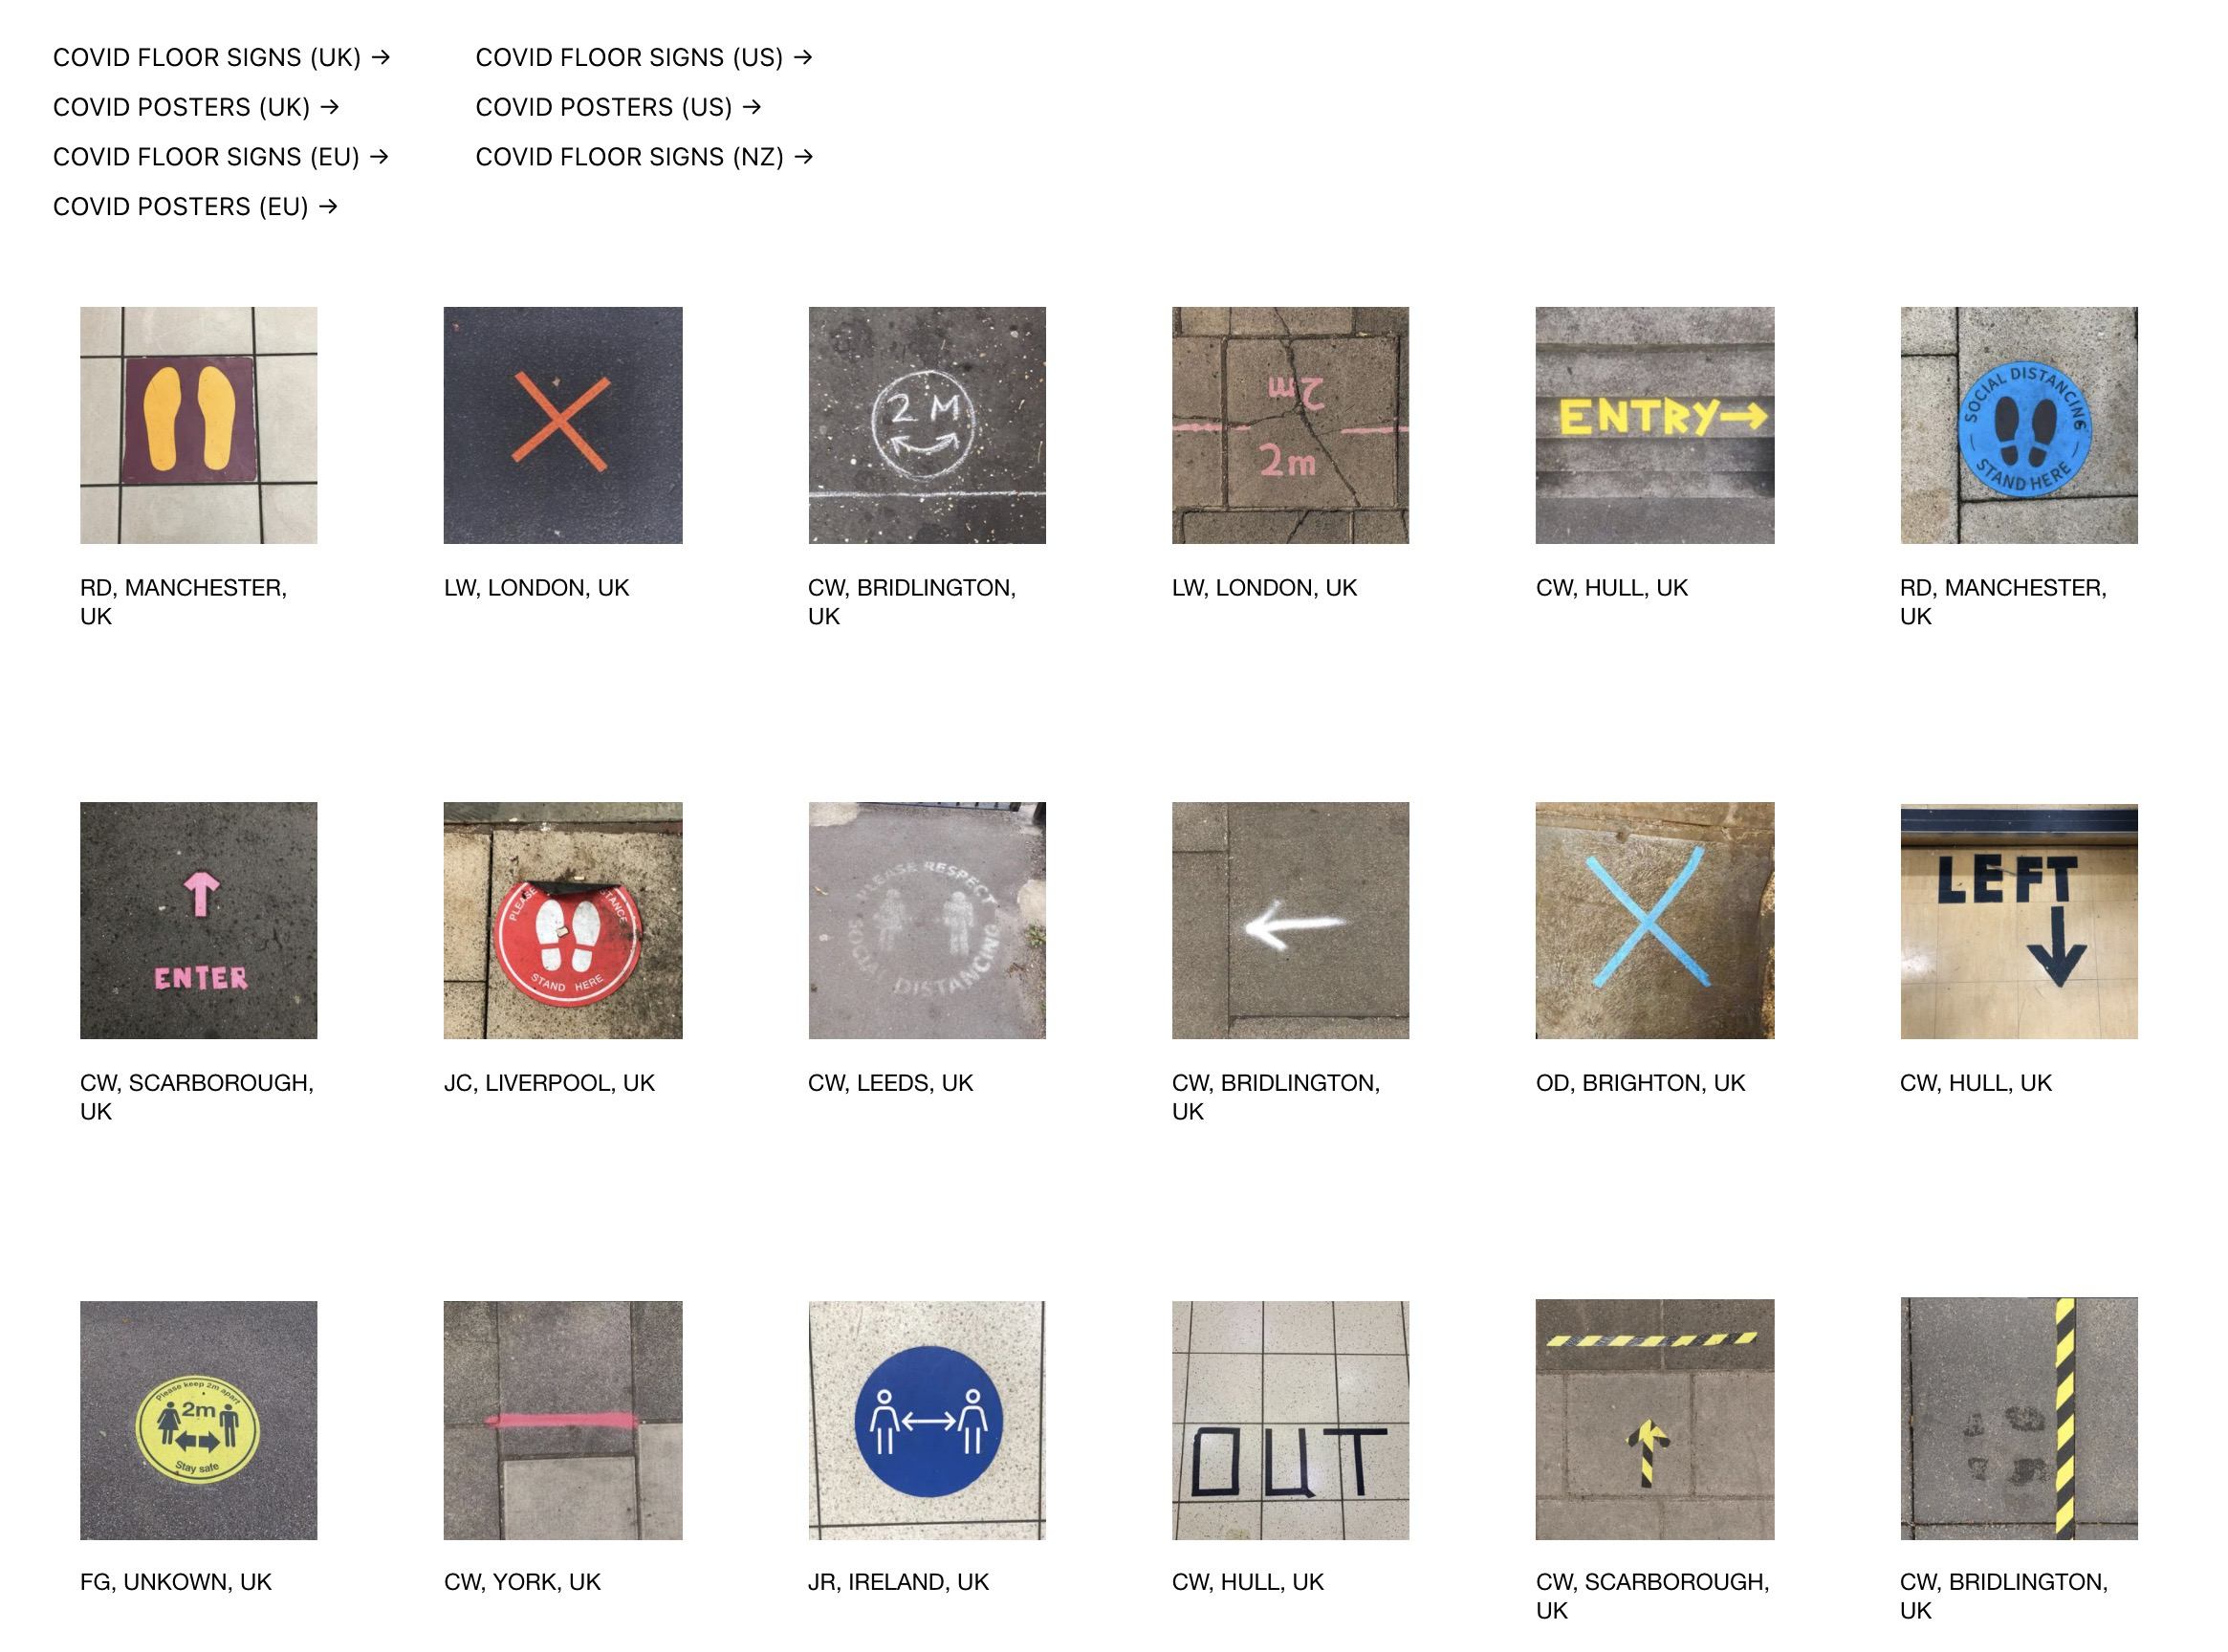 COVID FLOOR SIGNS (UK) →
COVID FLOOR SIGNS (US) →
COVID POSTERS (UK) →
COVID POSTERS (US) →
COVID FLOOR SIGNS (EU) →
COVID FLOOR SIGNS (NZ) →
COVID POSTERS (EU) →
2 M
2m
2m
ENTRY→
SOCIAL DISTANCING
STAND HERE
RD, MANCHESTER,
UK
LW, LONDON, UK
CW, BRIDLINGTON,
UK
LW, LONDON, UK
CW, HULL, UK
RD, MANCHESTER,
UK
↑
ENTER
PLEASE
STANCE
STAND HERE
PLEASE RESPECT
SOCIAL DISTANCING
←
LEFT
↓
CW, SCARBOROUGH,
UK
JC, LIVERPOOL, UK
CW, LEEDS, UK
CW, BRIDLINGTON,
UK
OD, BRIGHTON, UK
CW, HULL, UK
Please keep 2m apart
2m
Stay safe
OUT
FG, UNKOWN, UK
CW, YORK, UK
JR, IRELAND, UK
CW, HULL, UK
CW, SCARBOROUGH,
UK
CW, BRIDLINGTON,
UK